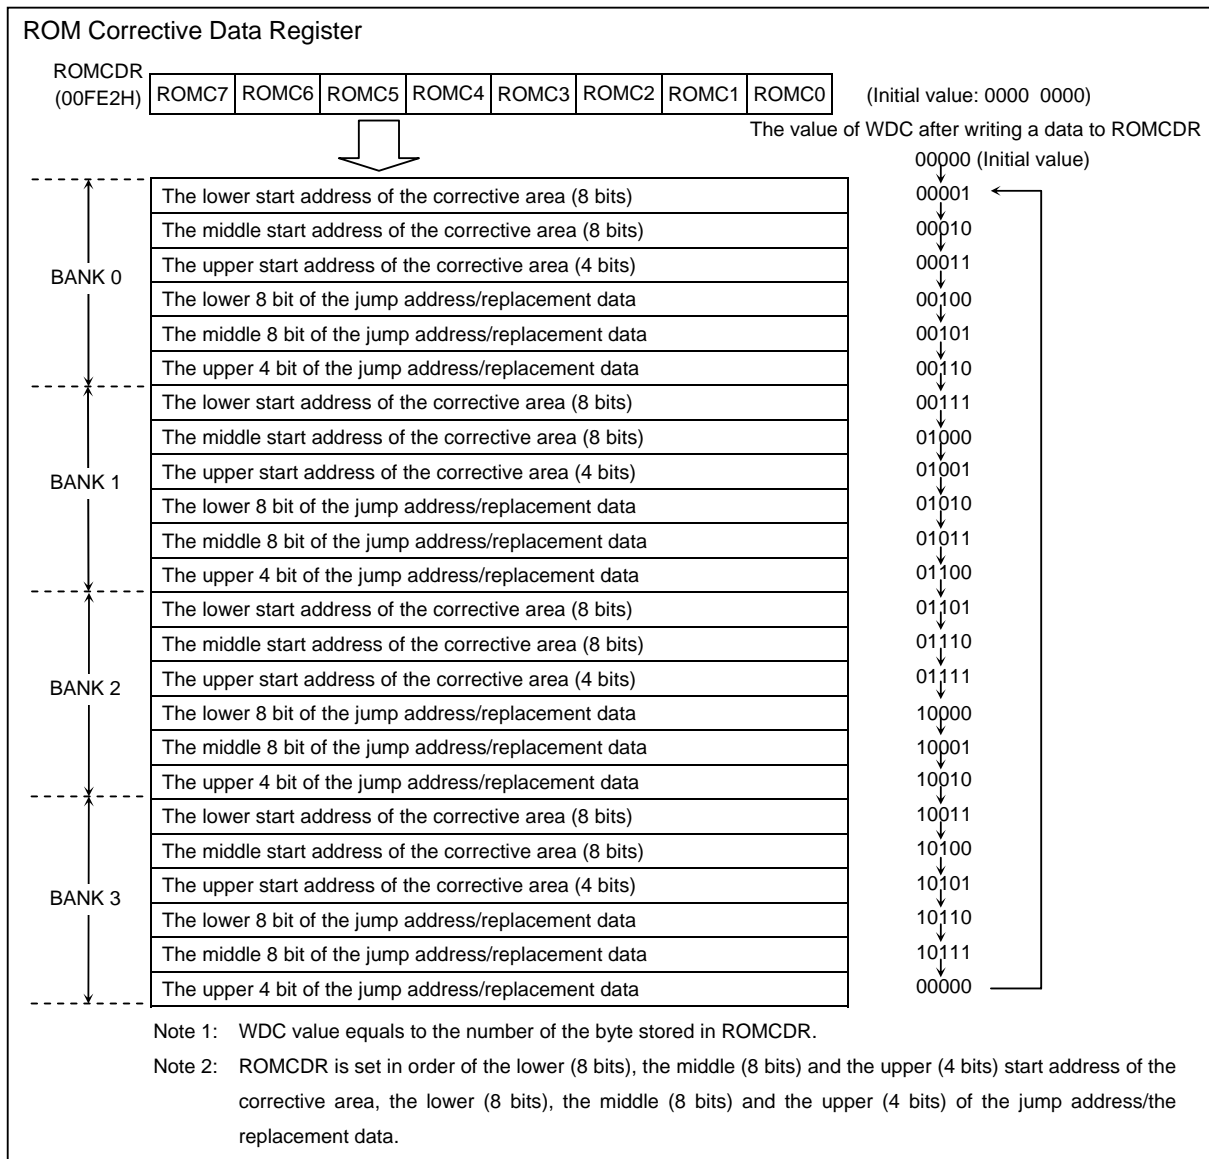 ROM Corrective Data Register
ROMCDR
(00FE2H)
ROMC7 ROMC6 ROMC5 ROMC4 ROMC3 ROMC2 ROMC1 ROMC0
(Initial value: 0000 0000)
The value of WDC after writing a data to ROMCDR
00000 (Initial value)
The lower start address of the corrective area (8 bits) 00001
The middle start address of the corrective area (8 bits) 00010
The upper start address of the corrective area (4 bits) 00011
BANK 0
The lower 8 bit of the jump address/replacement data 00100
The middle 8 bit of the jump address/replacement data 00101
The upper 4 bit of the jump address/replacement data 00110
The lower start address of the corrective area (8 bits) 00111
The middle start address of the corrective area (8 bits) 01000
The upper start address of the corrective area (4 bits) 01001
BANK 1
The lower 8 bit of the jump address/replacement data 01010
The middle 8 bit of the jump address/replacement data 01011
The upper 4 bit of the jump address/replacement data 01100
The lower start address of the corrective area (8 bits) 01101
The middle start address of the corrective area (8 bits) 01110
The upper start address of the corrective area (4 bits) 01111
BANK 2
The lower 8 bit of the jump address/replacement data 10000
The middle 8 bit of the jump address/replacement data 10001
The upper 4 bit of the jump address/replacement data 10010
The lower start address of the corrective area (8 bits) 10011
The middle start address of the corrective area (8 bits) 10100
The upper start address of the corrective area (4 bits) 10101
BANK 3
The lower 8 bit of the jump address/replacement data 10110
The middle 8 bit of the jump address/replacement data 10111
The upper 4 bit of the jump address/replacement data 00000
Note 1: WDC value equals to the number of the byte stored in ROMCDR.
Note 2: ROMCDR is set in order of the lower (8 bits), the middle (8 bits) and the upper (4 bits) start address of the
corrective area, the lower (8 bits), the middle (8 bits) and the upper (4 bits) of the jump address/the
replacement data.